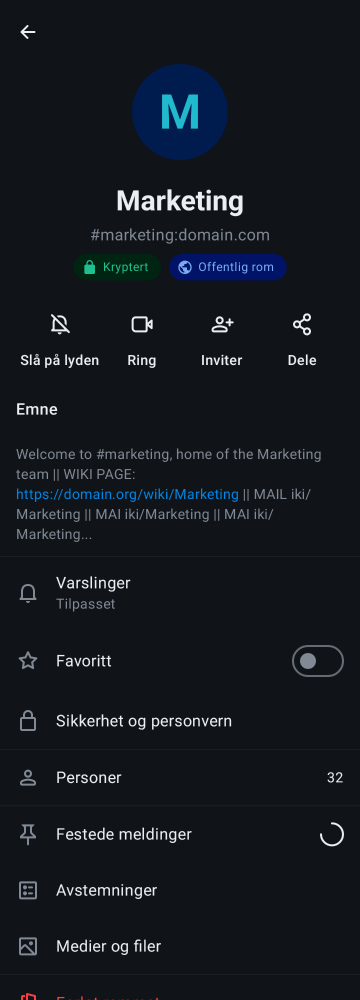 M
Marketing
#marketing:domain.com
Kryptert Offentlig rom
Slå på lyden Ring Inviter Dele
Emne
Welcome to #marketing, home of the Marketing
team || WIKI PAGE:
https://domain.org/wiki/Marketing || MAIL iki/
Marketing || MAI iki/Marketing || MAI iki/
Marketing...
Varslinger
Tilpasset
Favoritt
Sikkerhet og personvern
Personer 32
Festede meldinger
Avstemninger
Medier og filer